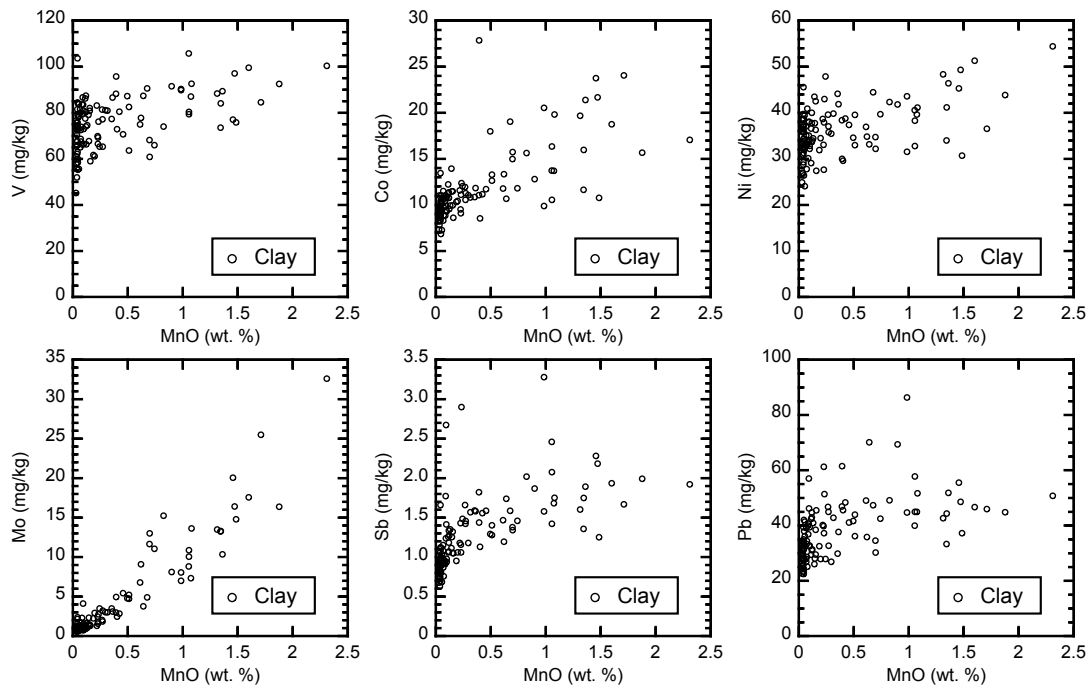 120
100
80
60
40
20
0
V (mg/kg)
Clay
0 0.5 1 1.5 2 2.5
MnO (wt. %)
30
25
20
15
10
5
0
Co (mg/kg)
Clay
0 0.5 1 1.5 2 2.5
MnO (wt. %)
60
50
40
30
20
10
0
Ni (mg/kg)
Clay
0 0.5 1 1.5 2 2.5
MnO (wt. %)
35
30
25
20
15
10
5
0
Mo (mg/kg)
Clay
0 0.5 1 1.5 2 2.5
MnO (wt. %)
3.5
3.0
2.5
2.0
1.5
1.0
0.5
0.0
Sb (mg/kg)
Clay
0 0.5 1 1.5 2 2.5
MnO (wt. %)
100
80
60
40
20
0
Pb (mg/kg)
Clay
0 0.5 1 1.5 2 2.5
MnO (wt. %)